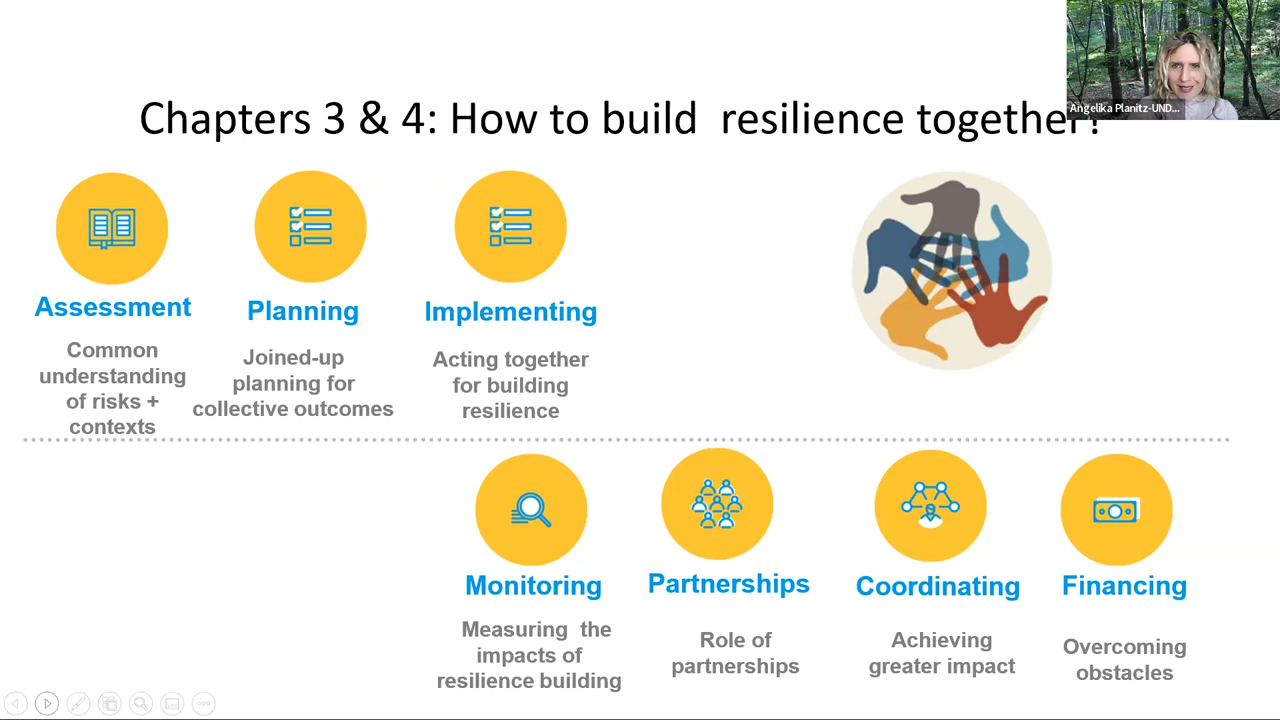 Chapters 3 & 4: How to build resilience together?
Angelika Planitz-UND...
Assessment
Common
understanding
of risks +
contexts
Planning
Joined-up
planning for
collective outcomes
Implementing
Acting together
for building
resilience
Monitoring
Measuring the
impacts of
resilience building
Partnerships
Role of
partnerships
Coordinating
Achieving
greater impact
Financing
Overcoming
obstacles